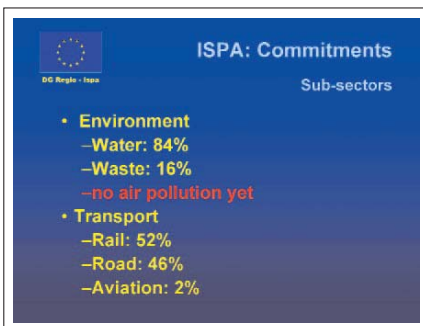 ISPA: Commitments
DG Regio - Ispa
Sub-sectors
• Environment
–Water: 84%
–Waste: 16%
–no air pollution yet
• Transport
–Rail: 52%
–Road: 46%
–Aviation: 2%